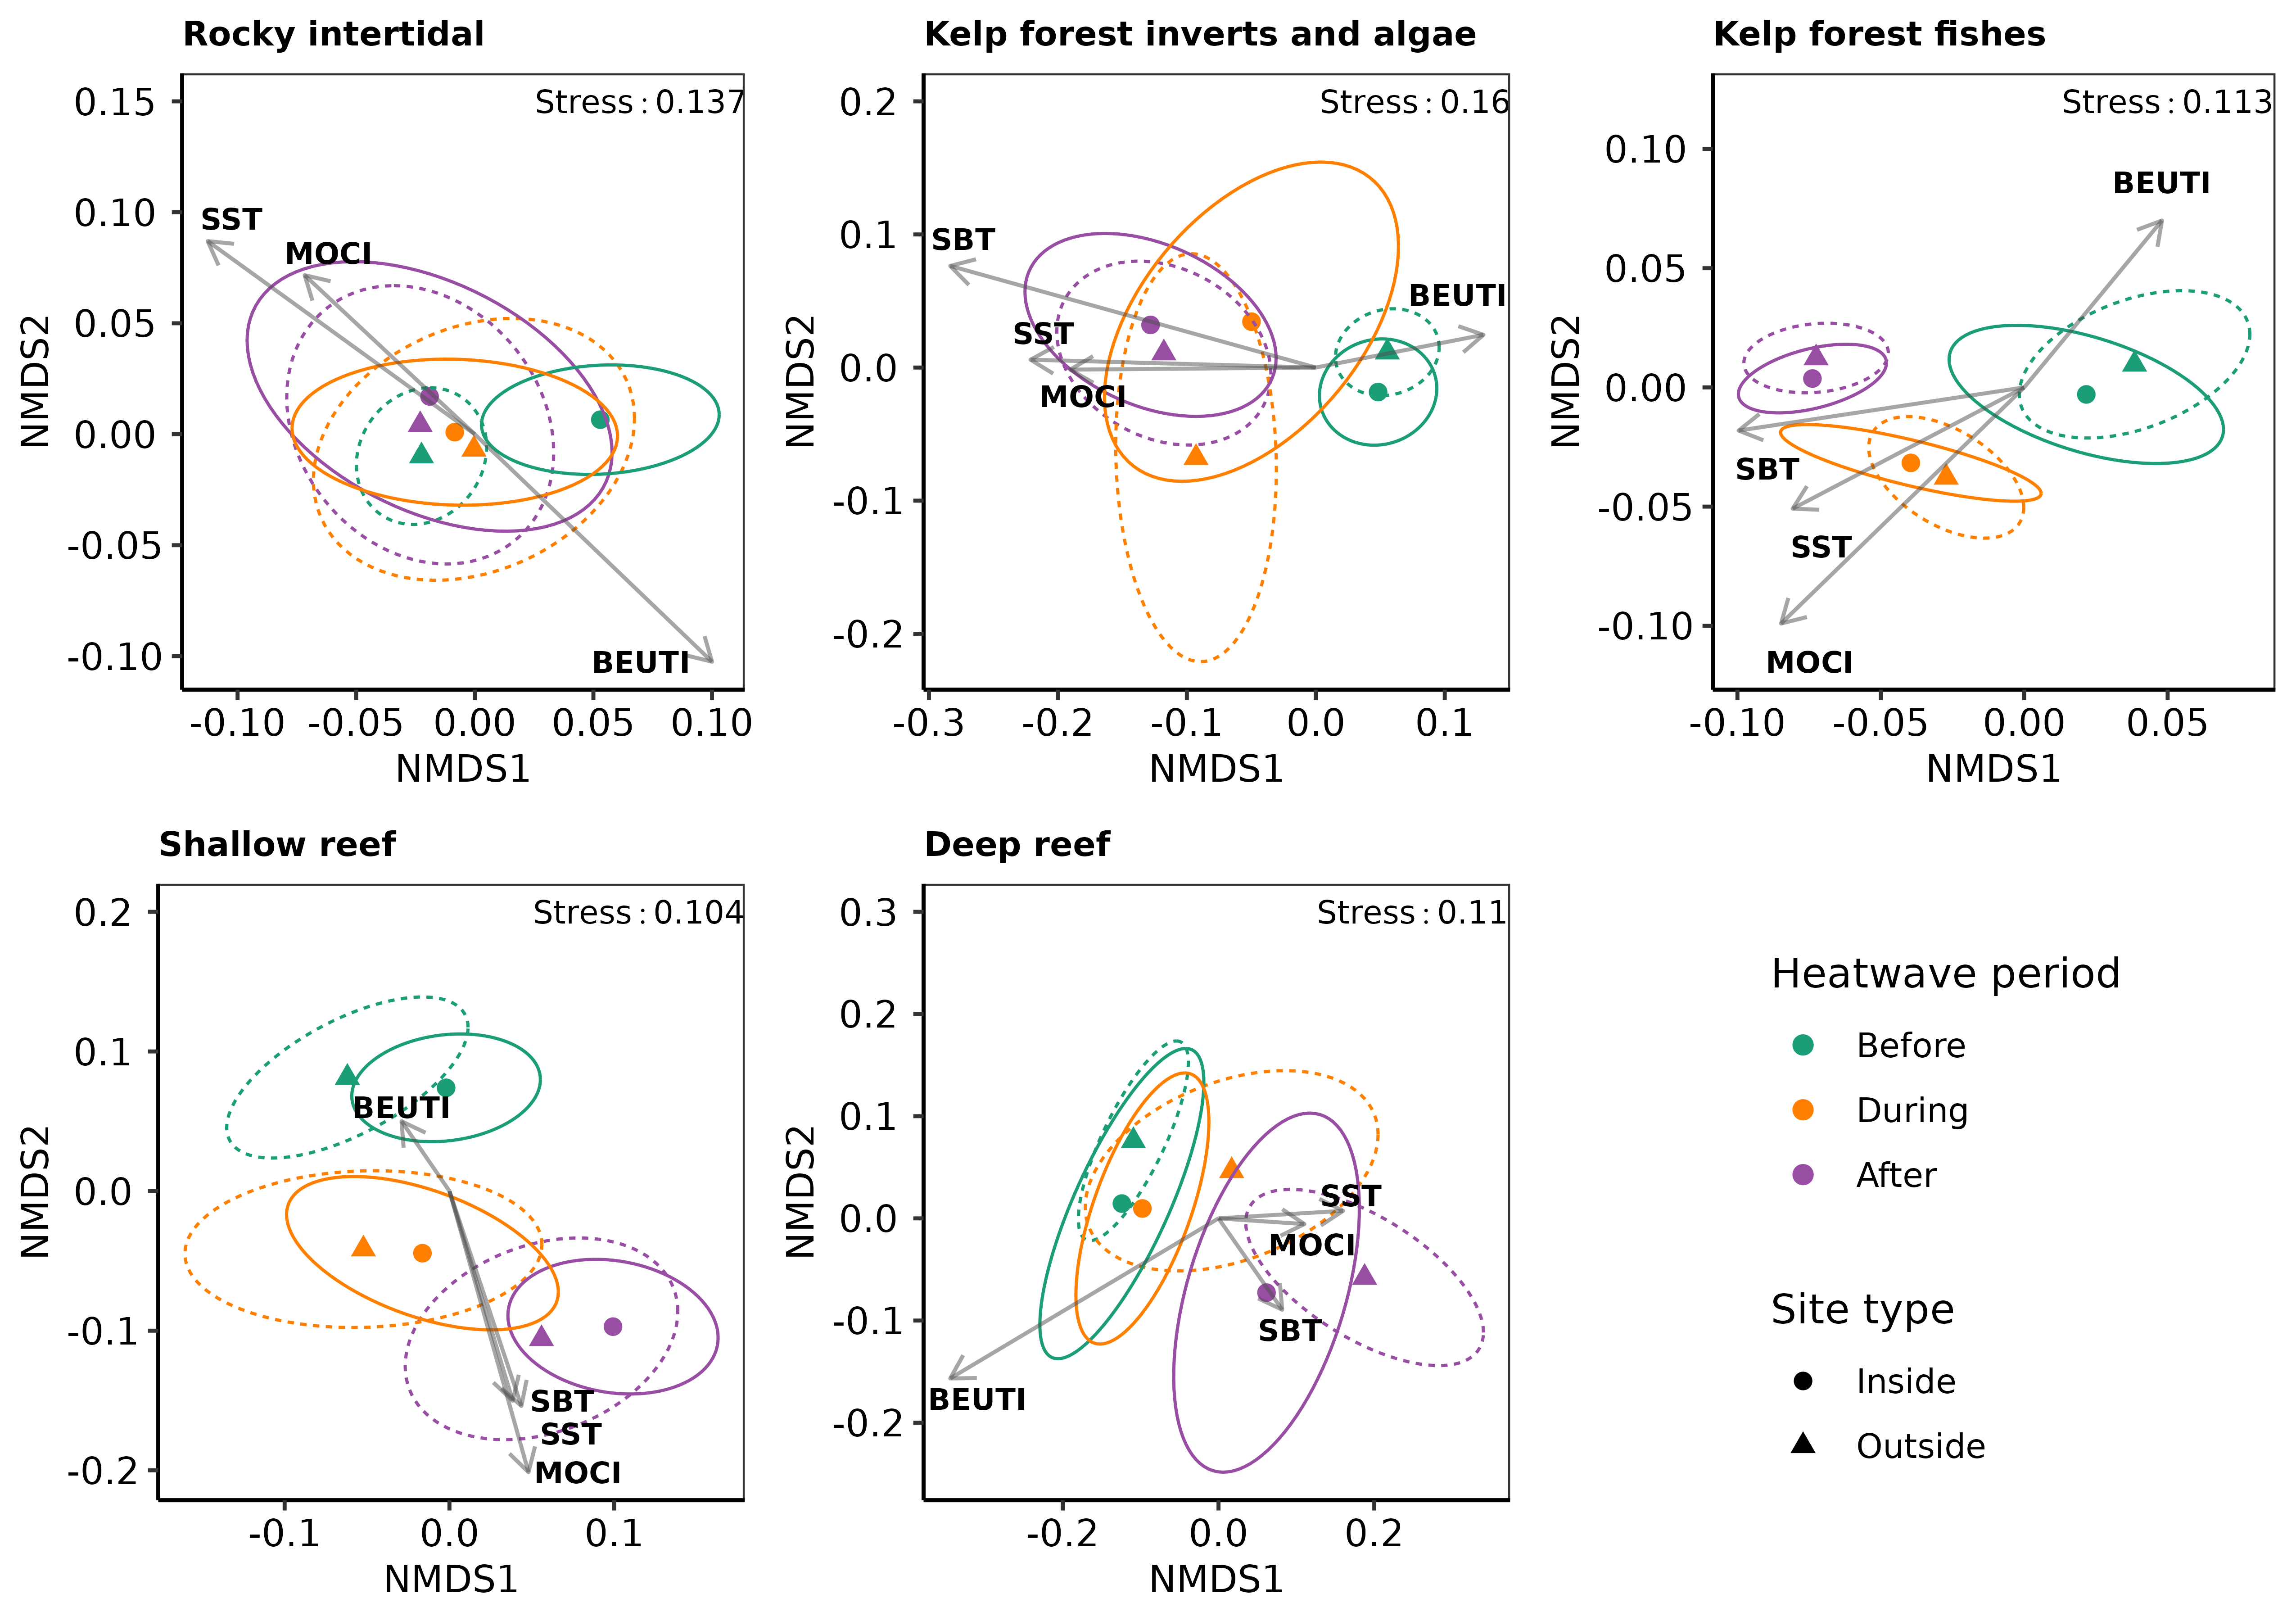 Rocky intertidal
Stress : 0.137
0.15
0.10
0.05
0.00
-0.05
-0.10
NMDS2
SST
MOCI
BEUTI
-0.10 -0.05 0.00 0.05 0.10
NMDS1
Kelp forest inverts and algae
Stress : 0.16
0.2
0.1
0.0
-0.1
-0.2
NMDS2
SBT
BEUTI
SST
MOCI
-0.3 -0.2 -0.1 0.0 0.1
NMDS1
Kelp forest fishes
Stress : 0.113
0.10
0.05
0.00
-0.05
-0.10
NMDS2
BEUTI
SBT
SST
MOCI
-0.10 -0.05 0.00 0.05
NMDS1
Shallow reef
Stress : 0.104
0.2
0.1
0.0
-0.1
-0.2
NMDS2
BEUTI
SBT
SST
MOCI
-0.1 0.0 0.1
NMDS1
Deep reef
Stress : 0.11
0.3
0.2
0.1
0.0
-0.1
-0.2
NMDS2
SST
MOCI
SBT
BEUTI
-0.2 0.0 0.2
NMDS1
Heatwave period
Before
During
After
Site type
Inside
Outside